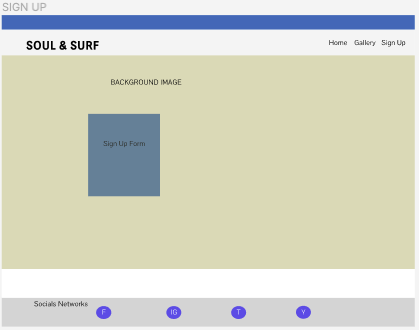 SIGN UP
SOUL & SURF
Home Gallery Sign Up
BACKGROUND IMAGE
Sign Up Form
Socials Networks
F IG T Y